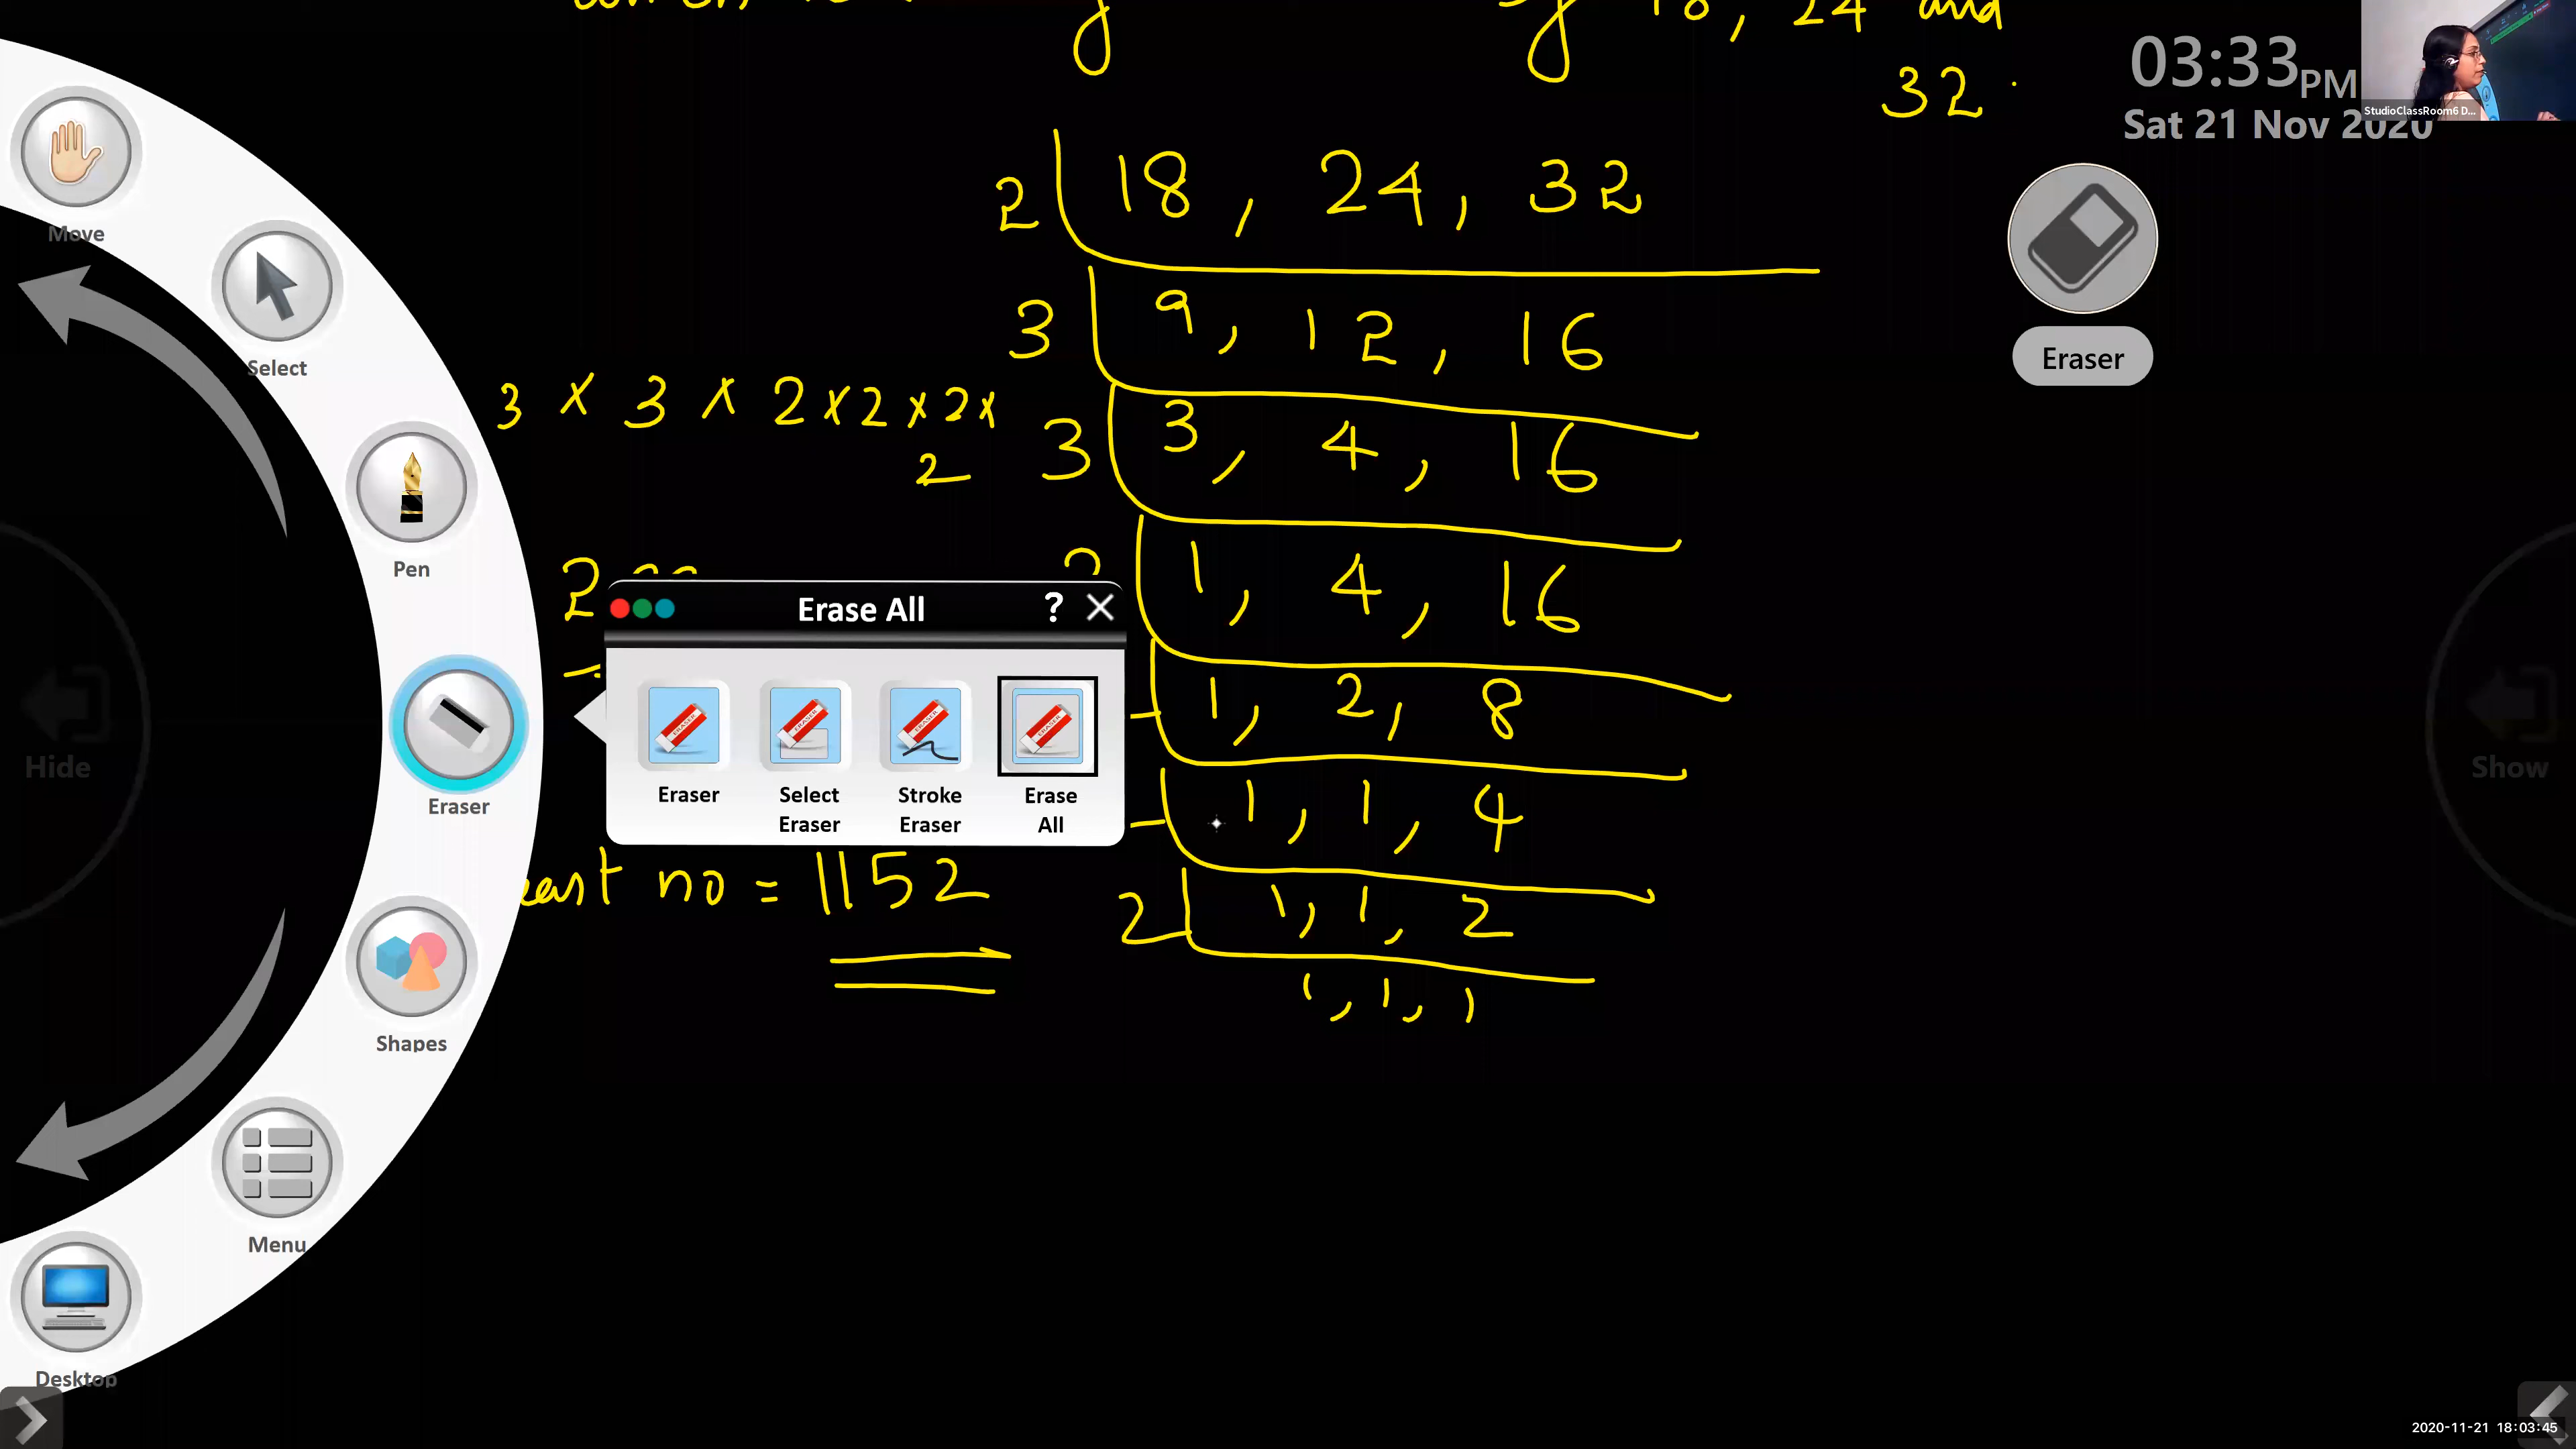 and
32 .
03:33 PM
Sat 21 Nov 2020
StudioClassRoom6 D...
Move
Select
Pen
Eraser
Shapes
Menu
Desktop
Hide
Show
Eraser
2 18, 24, 32
3 9, 12, 16
3 × 3 × 2 × 2 × 2 ×
2
3 3, 4, 16
1, 4, 16
1, 2, 8
1, 1, 4
2 1, 1, 2
1, 1, 1
Erase All ?
Eraser
Select Eraser
Stroke Eraser
Erase All
no = 1152
2020-11-21 18:03:45